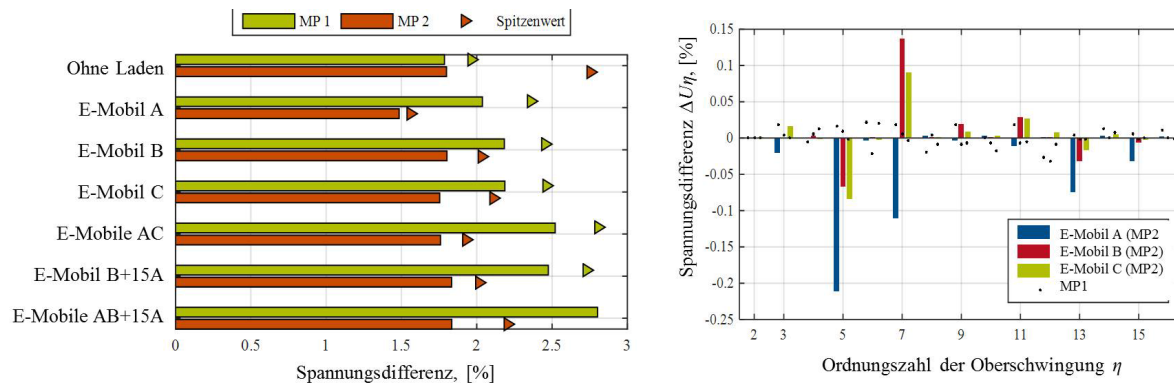 MP 1 MP 2 Spitzenwert
Ohne Laden
E-Mobil A
E-Mobil B
E-Mobil C
E-Mobile AC
E-Mobil B+15A
E-Mobile AB+15A
0 0.5 1 1.5 2 2.5 3
Spannungsdifferenz, [%]
Spannungsdifferenz ΔUη, [%]
0.15
0.1
0.05
0
-0.05
-0.1
-0.15
-0.2
-0.25
E-Mobil A (MP2
E-Mobil B (MP2)
E-Mobil C (MP2)
MP1
2 3 5 7 9 11 13 15
Ordnungszahl der Oberschwingung η